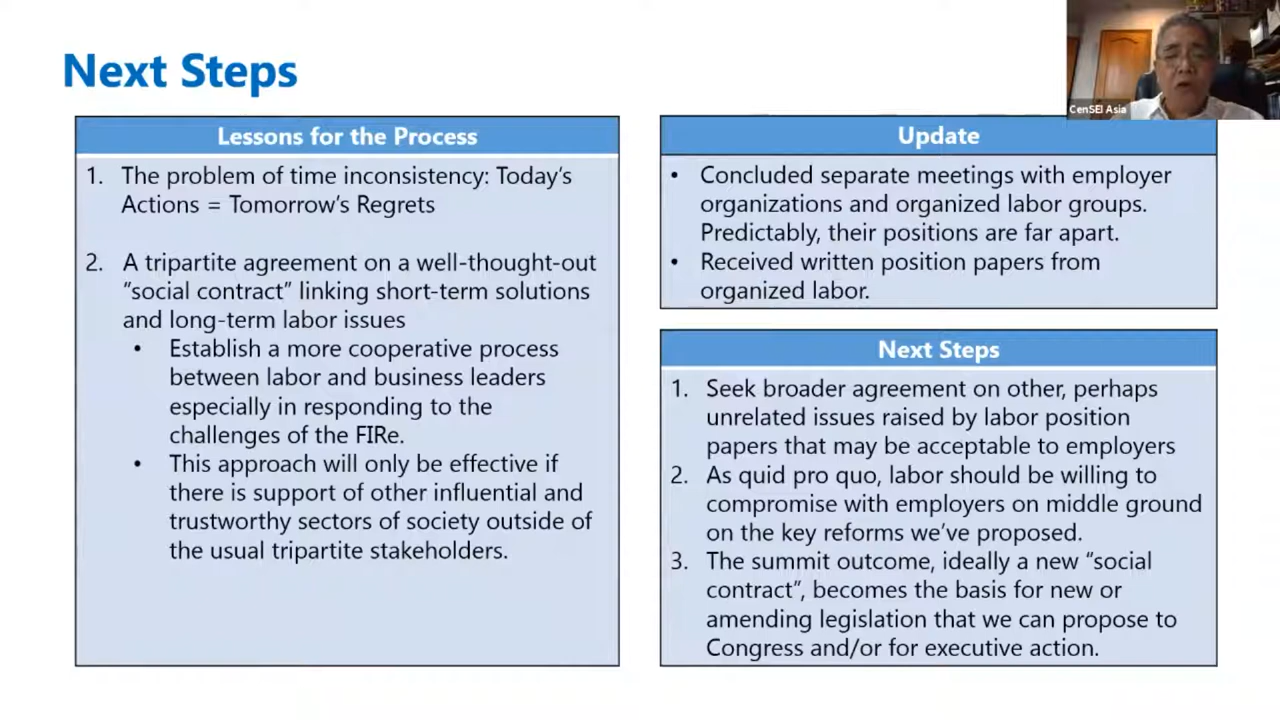 Next Steps
CenSEI Asia
Lessons for the Process
1. The problem of time inconsistency: Today's
Actions = Tomorrow's Regrets
2. A tripartite agreement on a well-thought-out
“social contract” linking short-term solutions
and long-term labor issues
• Establish a more cooperative process
between labor and business leaders
especially in responding to the
challenges of the FIRe.
• This approach will only be effective if
there is support of other influential and
trustworthy sectors of society outside of
the usual tripartite stakeholders.
Update
• Concluded separate meetings with employer
organizations and organized labor groups.
Predictably, their positions are far apart.
• Received written position papers from
organized labor.
Next Steps
1. Seek broader agreement on other, perhaps
unrelated issues raised by labor position
papers that may be acceptable to employers
2. As quid pro quo, labor should be willing to
compromise with employers on middle ground
on the key reforms we've proposed.
3. The summit outcome, ideally a new “social
contract”, becomes the basis for new or
amending legislation that we can propose to
Congress and/or for executive action.